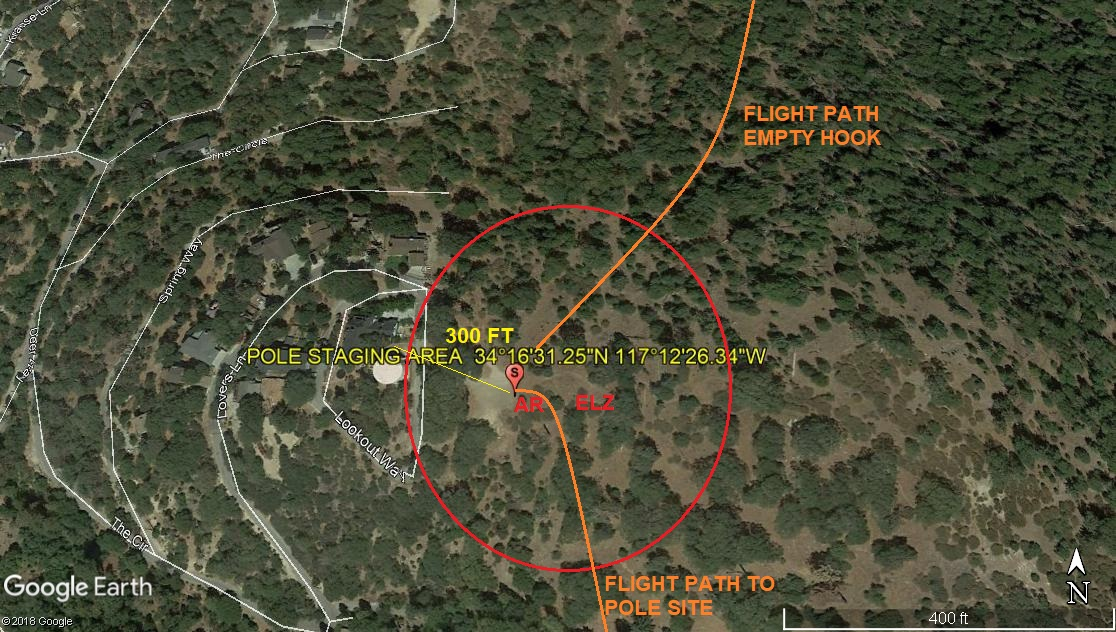 Krause Ln
FLIGHT PATH
EMPTY HOOK
The Circle
Spring Way
300 FT
POLE STAGING AREA 34°16'31.25"N 117°12'26.34"W
S
AR ELZ
Lovers Ln
Lookout Way
The Cir
FLIGHT PATH TO
POLE SITE
Google Earth
©2018 Google
400 ft
N